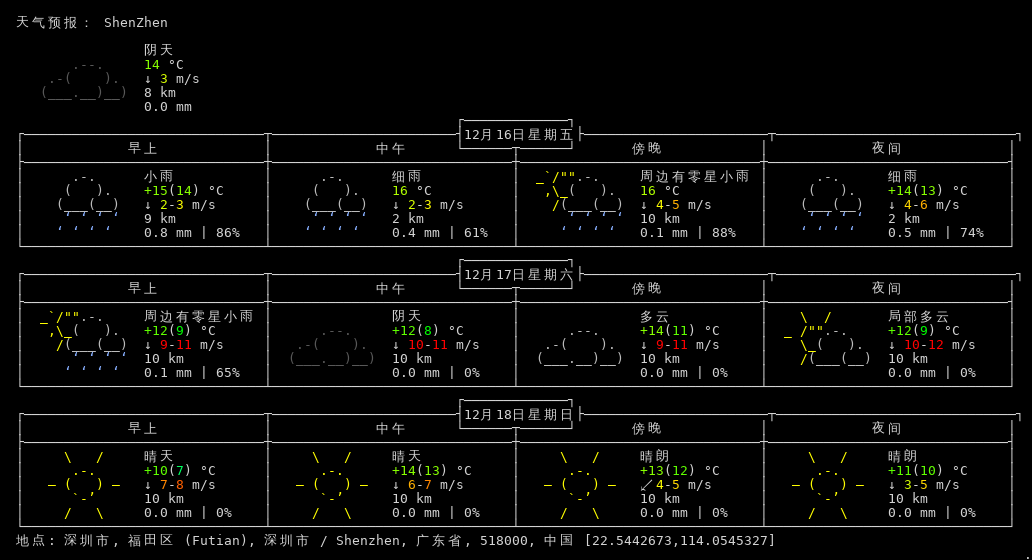 天气预报: ShenZhen
阴天
14 °C
↓ 3 m/s
8 km
0.0 mm
12月16日星期五
早上 中午 傍晚 夜间
小雨 细雨 周边有零星小雨 细雨
+15(14) °C 16 °C 16 °C +14(13) °C
↓ 2-3 m/s ↓ 2-3 m/s ↓ 4-5 m/s ↓ 4-6 m/s
9 km 2 km 10 km 2 km
0.8 mm | 86% 0.4 mm | 61% 0.1 mm | 88% 0.5 mm | 74%
12月17日星期六
早上 中午 傍晚 夜间
周边有零星小雨 阴天 多云 局部多云
+12(9) °C +12(8) °C +14(11) °C +12(9) °C
↓ 9-11 m/s ↓ 10-11 m/s ↓ 9-11 m/s ↓ 10-12 m/s
10 km 10 km 10 km 10 km
0.1 mm | 65% 0.0 mm | 0% 0.0 mm | 0% 0.0 mm | 0%
12月18日星期日
早上 中午 傍晚 夜间
晴天 晴天 晴朗 晴朗
+10(7) °C +14(13) °C +13(12) °C +11(10) °C
↓ 7-8 m/s ↓ 6-7 m/s ↙ 4-5 m/s ↓ 3-5 m/s
10 km 10 km 10 km 10 km
0.0 mm | 0% 0.0 mm | 0% 0.0 mm | 0% 0.0 mm | 0%
地点: 深圳市, 福田区 (Futian), 深圳市 / Shenzhen, 广东省, 518000, 中国 [22.5442673,114.0545327]